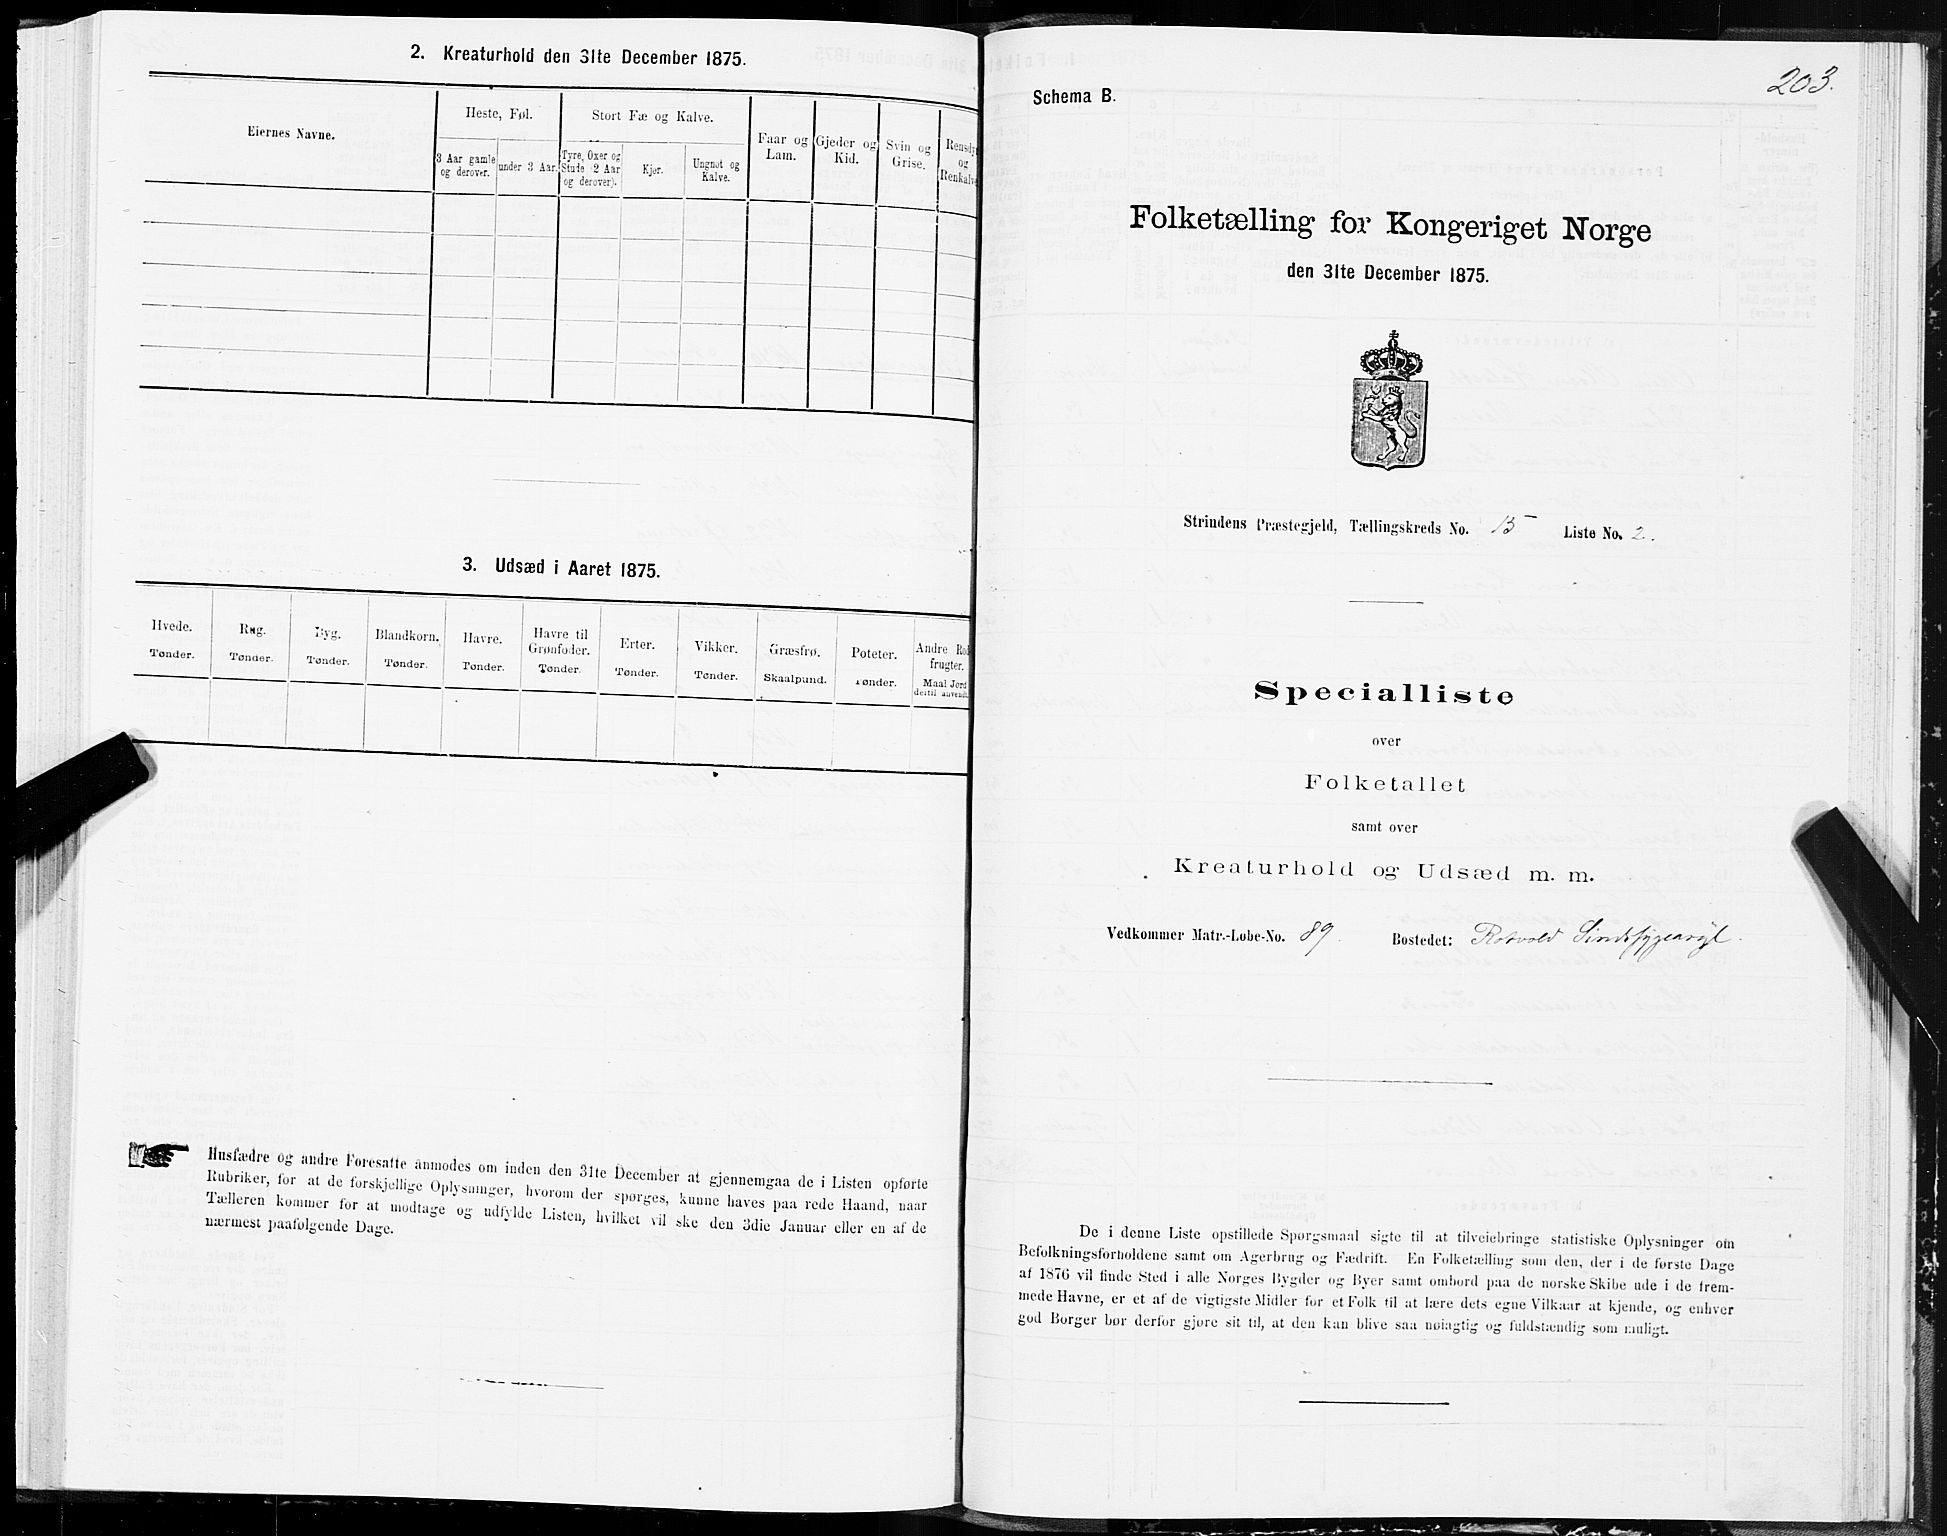 2. Kreaturhold den 31te December 1875.
Eiernes Navne.
Heste, Føl.
Stort Fæ og Kalve.
Faar og Lam.
Gjeder og Kid.
Svin og Grise.
Rensdyr og Renkalve
3 Aar gamle og derover.
under 3 Aar.
Tyre, Oxer og Stude (2 Aar og derover).
Kjør.
Ungnøt og Kalve.
3. Udsæd i Aaret 1875.
Hvede.
Rug.
Byg.
Blandkorn.
Havre.
Havre til Grønfoder.
Erter.
Vikker.
Græsfrø.
Poteter.
Andre Rod frugter.
Tønder.
Tønder.
Tønder.
Tønder.
Tønder.
Tønder.
Tønder.
Tønder.
Skaalpund.
Tønder.
Maal Jord dertil anvendt.
Husfædre og andre Foresatte anmodes om inden den 31te December at gjennemgaa de i Listen opførte
Rubriker, for at de forskjellige Oplysninger, hvorom der spørges, kunne haves paa rede Haand, naar
Tælleren kommer for at modtage og udfylde Listen, hvilket vil ske den 3die Januar eller en af de
nærmest paafølgende Dage.
203.
Schema B.
Folketælling for Kongeriget Norge
den 31te December 1875.
Strindens Præstegjeld, Tællingskreds No. 15 Liste No. 2.
Specialliste
over
Folketallet
samt over
Kreaturhold og Udsæd m. m.
Vedkommer Matr.-Løbe-No. 89. Bostedet: Rotvold Sindssygeasyl.
De i denne Liste opstillede Spørgsmaal sigte til at tilveiebringe statistiske Oplysninger om
Befolkningsforholdene samt om Agerbrug og Fædrift. En Folketælling som den, der i de første Dage
af 1876 vil finde Sted i alle Norges Bygder og Byer samt ombord paa de norske Skibe ude i de frem-
mede Havne, er et af de vigtigste Midler for et Folk til at lære dets egne Vilkaar at kjende, og enhver
god Borger bør derfor gjøre sit til, at den kan blive saa nøiagtig og fuldstændig som muligt.